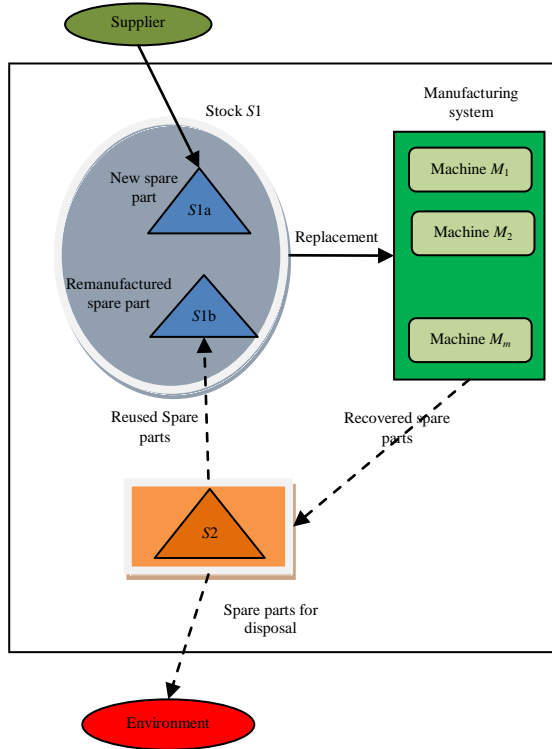 Supplier
Stock S1
Manufacturing
system
New spare
part
S1a
Machine M1
Machine M2
Replacement
Remanufactured
spare part
S1b
Machine Mm
Reused Spare
parts
Recovered spare
parts
S2
Spare parts for
disposal
Environment